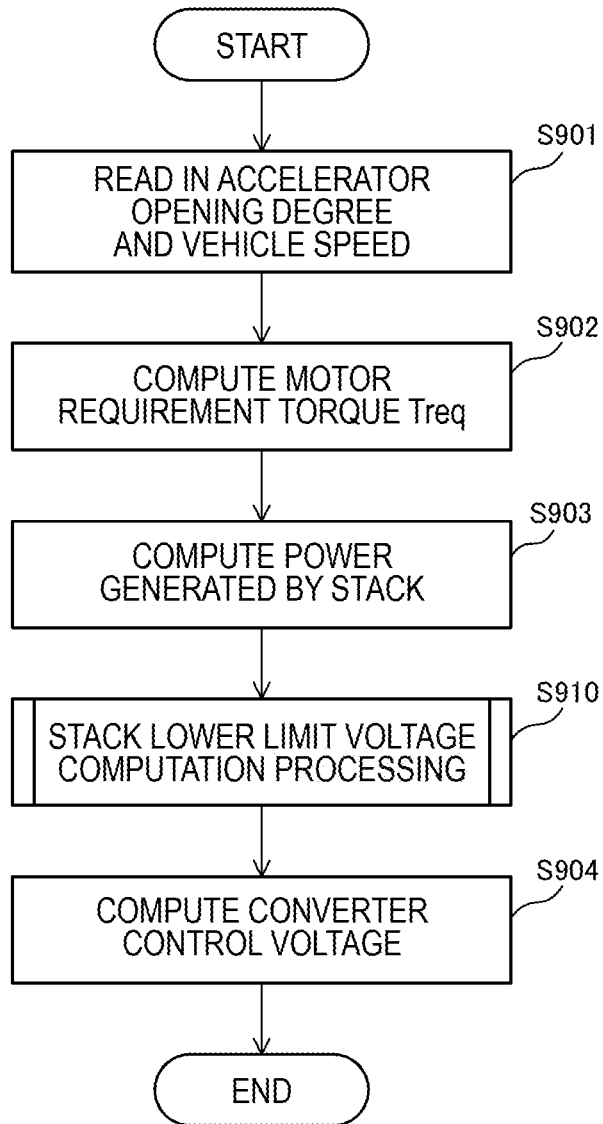 START
S901
READ IN ACCELERATOR
OPENING DEGREE
AND VEHICLE SPEED
S902
COMPUTE MOTOR
REQUIREMENT TORQUE Treq
S903
COMPUTE POWER
GENERATED BY STACK
S910
STACK LOWER LIMIT VOLTAGE
COMPUTATION PROCESSING
S904
COMPUTE CONVERTER
CONTROL VOLTAGE
END